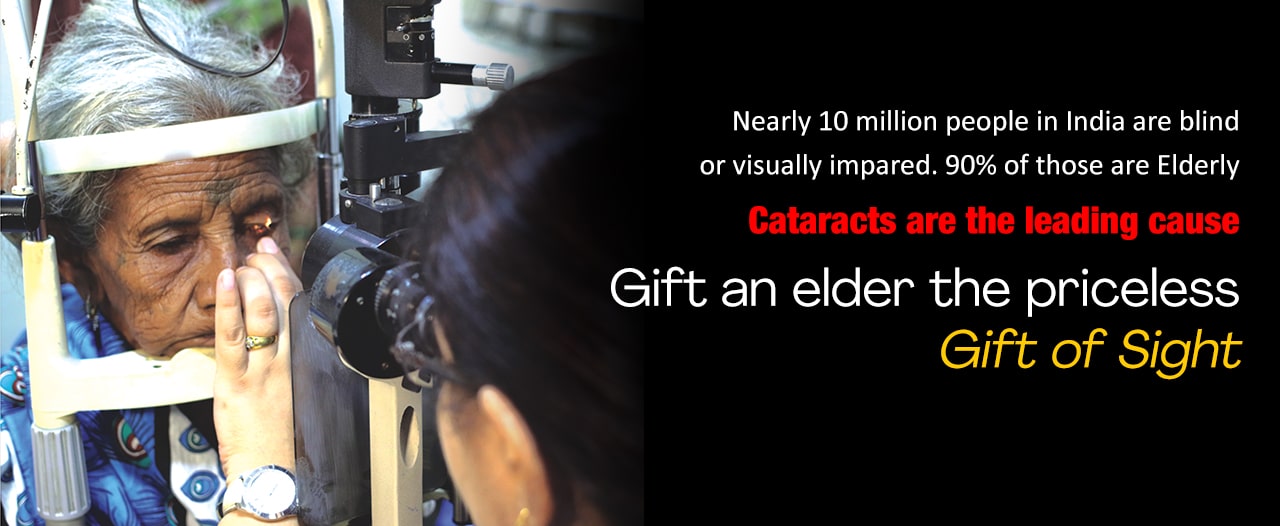 Nearly 10 million people in India are blind
or visually impared. 90% of those are Elderly
Cataracts are the leading cause
Gift an elder the priceless
Gift of Sight